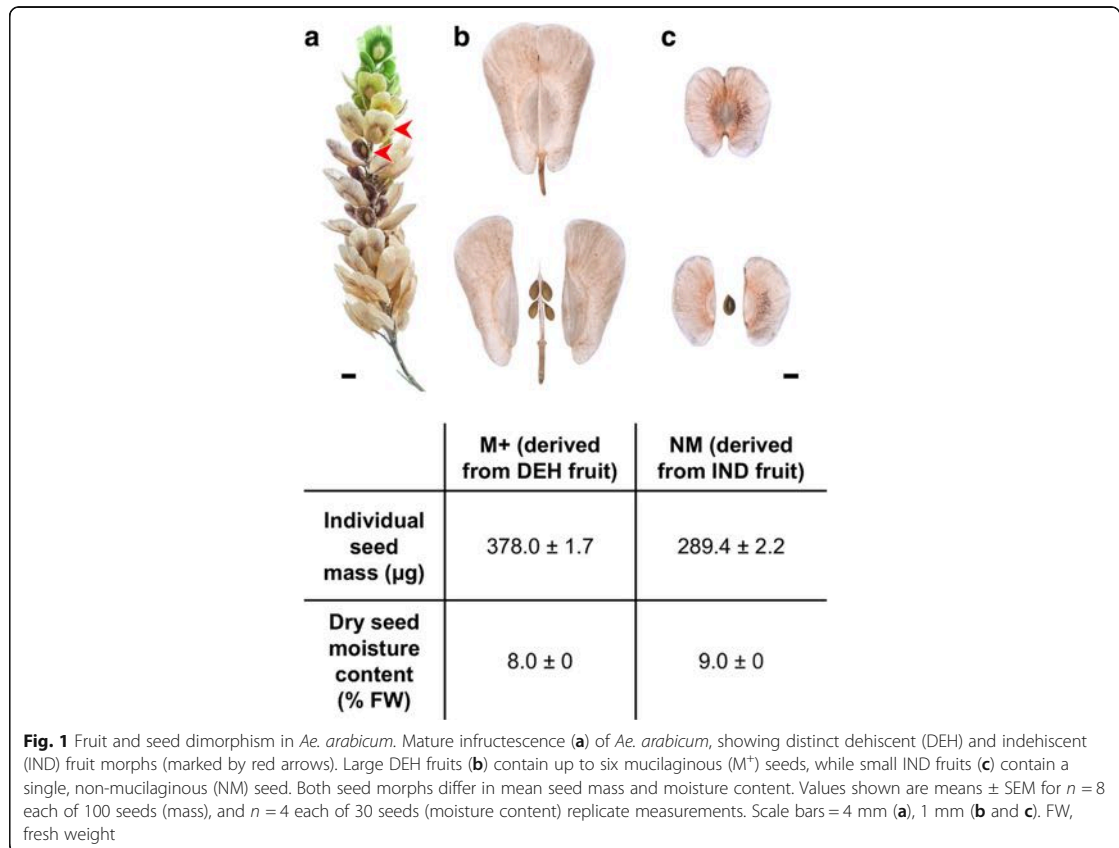 a
b
c
M+ (derived
from DEH fruit)
NM (derived
from IND fruit)
Individual
seed
mass (µg)
378.0 ± 1.7
289.4 ± 2.2
Dry seed
moisture
content
(% FW)
8.0 ± 0
9.0 ± 0
Fig. 1 Fruit and seed dimorphism in Ae. arabicum. Mature infructescence (a) of Ae. arabicum, showing distinct dehiscent (DEH) and indehiscent
(IND) fruit morphs (marked by red arrows). Large DEH fruits (b) contain up to six mucilaginous (M⁺) seeds, while small IND fruits (c) contain a
single, non-mucilaginous (NM) seed. Both seed morphs differ in mean seed mass and moisture content. Values shown are means ± SEM for n = 8
each of 100 seeds (mass), and n = 4 each of 30 seeds (moisture content) replicate measurements. Scale bars = 4 mm (a), 1 mm (b and c). FW,
fresh weight